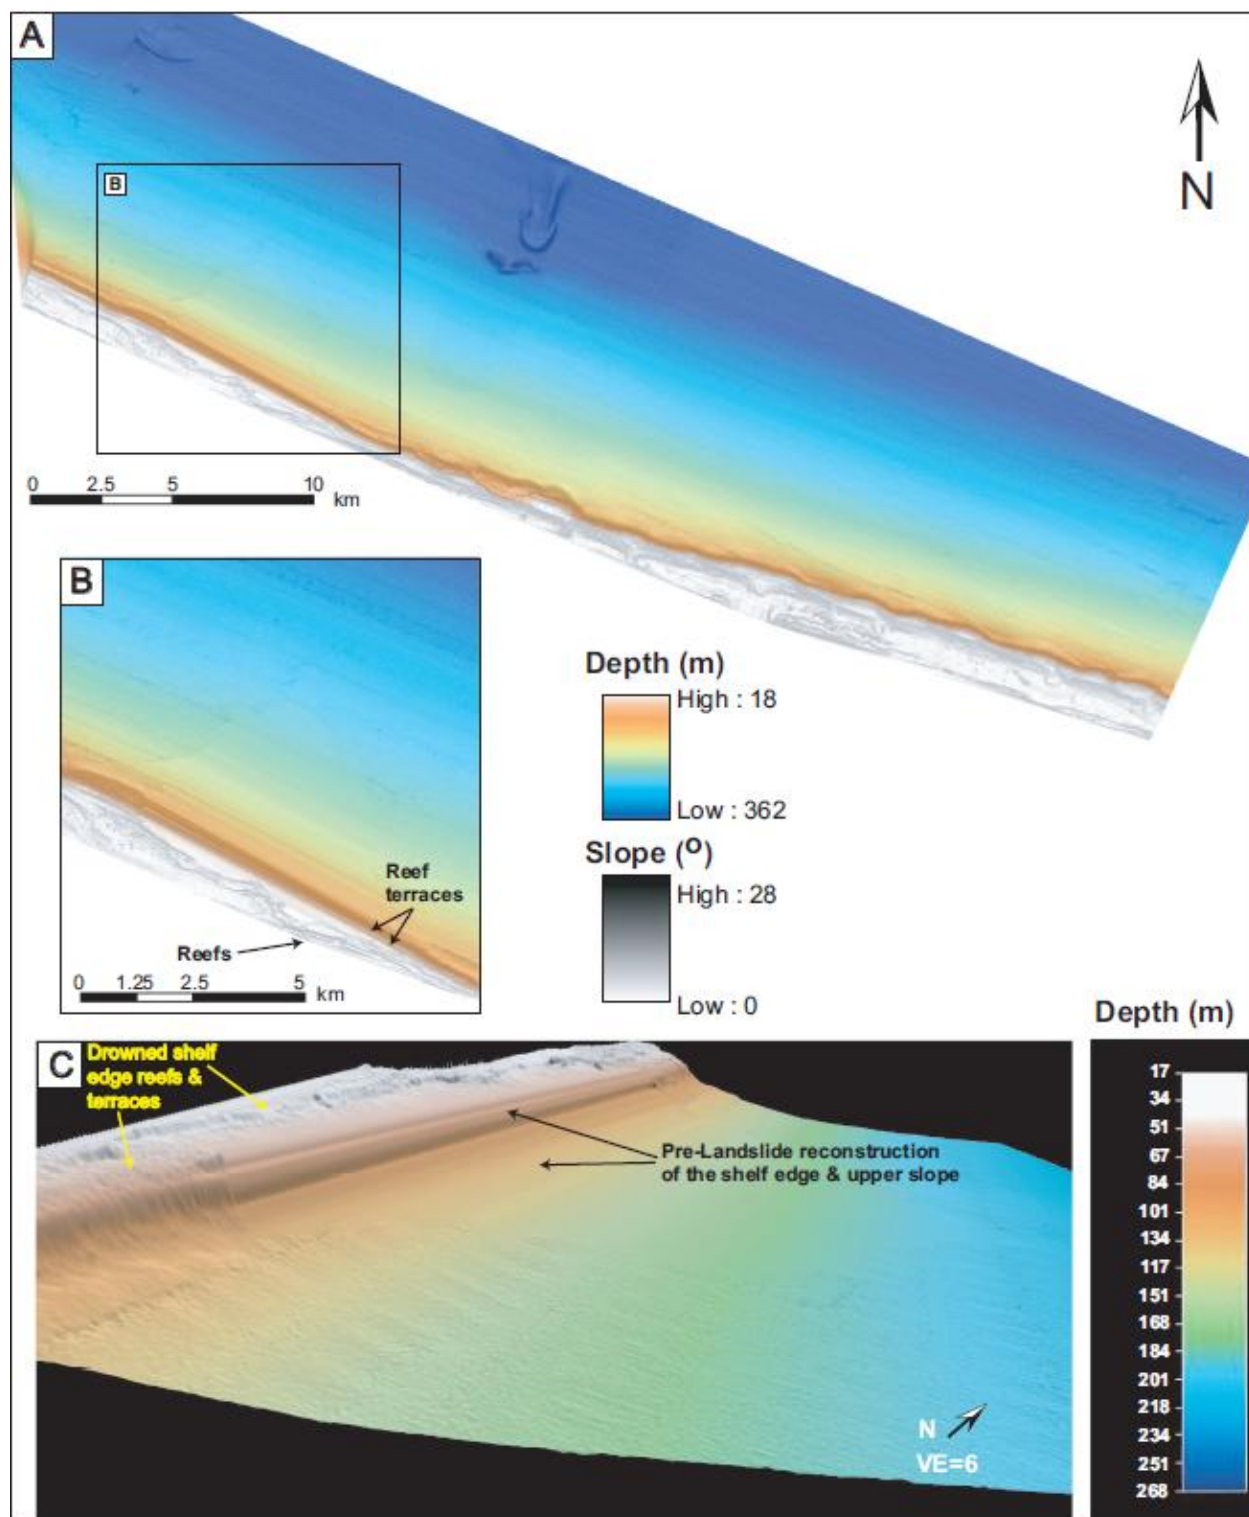 A
N
B
0 2.5 5 10
km
B
Reef
terraces
Reefs
0 1.25 2.5 5
km
Depth (m)
High : 18
Low : 362
Slope (O)
High : 28
Low : 0
C
Drowned shelf
edge reefs &
terraces
Pre-Landslide reconstruction
of the shelf edge & upper slope
N
VE=6
Depth (m)
17
34
51
67
84
101
134
117
151
168
184
201
218
234
251
268